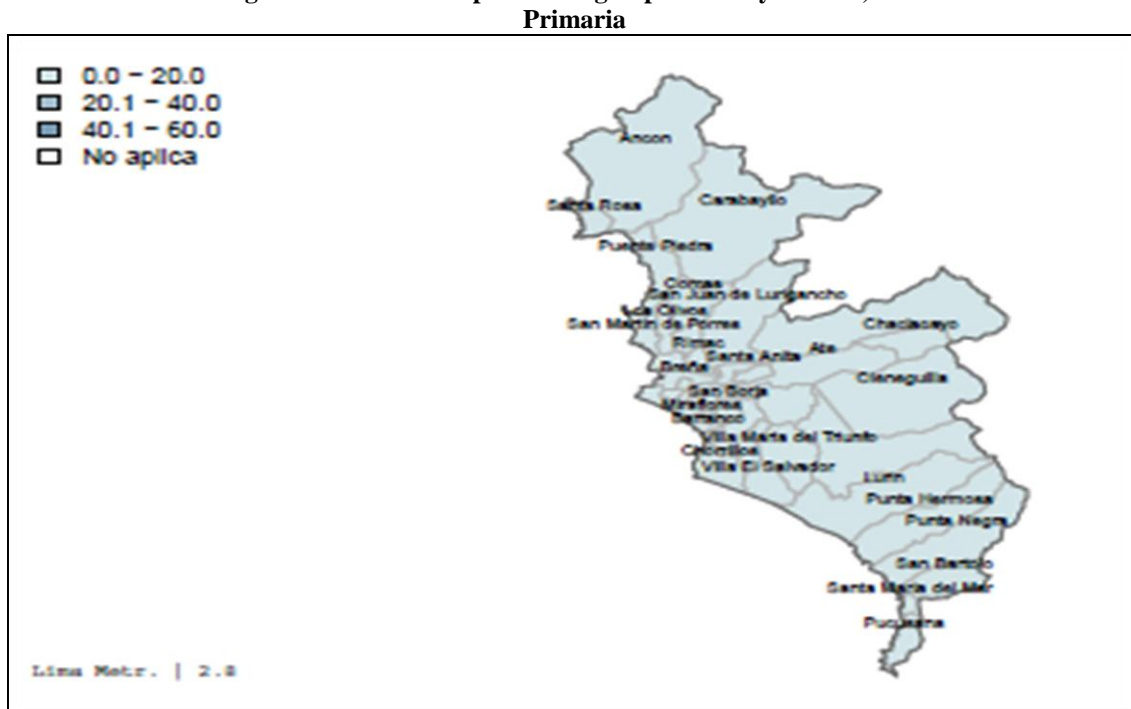 Primaria
0.0 - 20.0
20.1 - 40.0
40.1 - 60.0
No aplica
Ancon
Santa Rosa
Carabayllo
Puente Piedra
Comas
San Juan de Lurigancho
Los Olivos
San Martin de Porres
Chaclacayo
Rimac
Ate
Santa Anita
Breña
Cieneguilla
San Borja
Miraflores
Barranco
Villa Maria del Triunfo
Chorrillos
Villa El Salvador
Lurin
Punta Hermosa
Punta Negra
San Bartolo
Santa Maria del Mar
Pucusana
Lima Metr. | 2.8